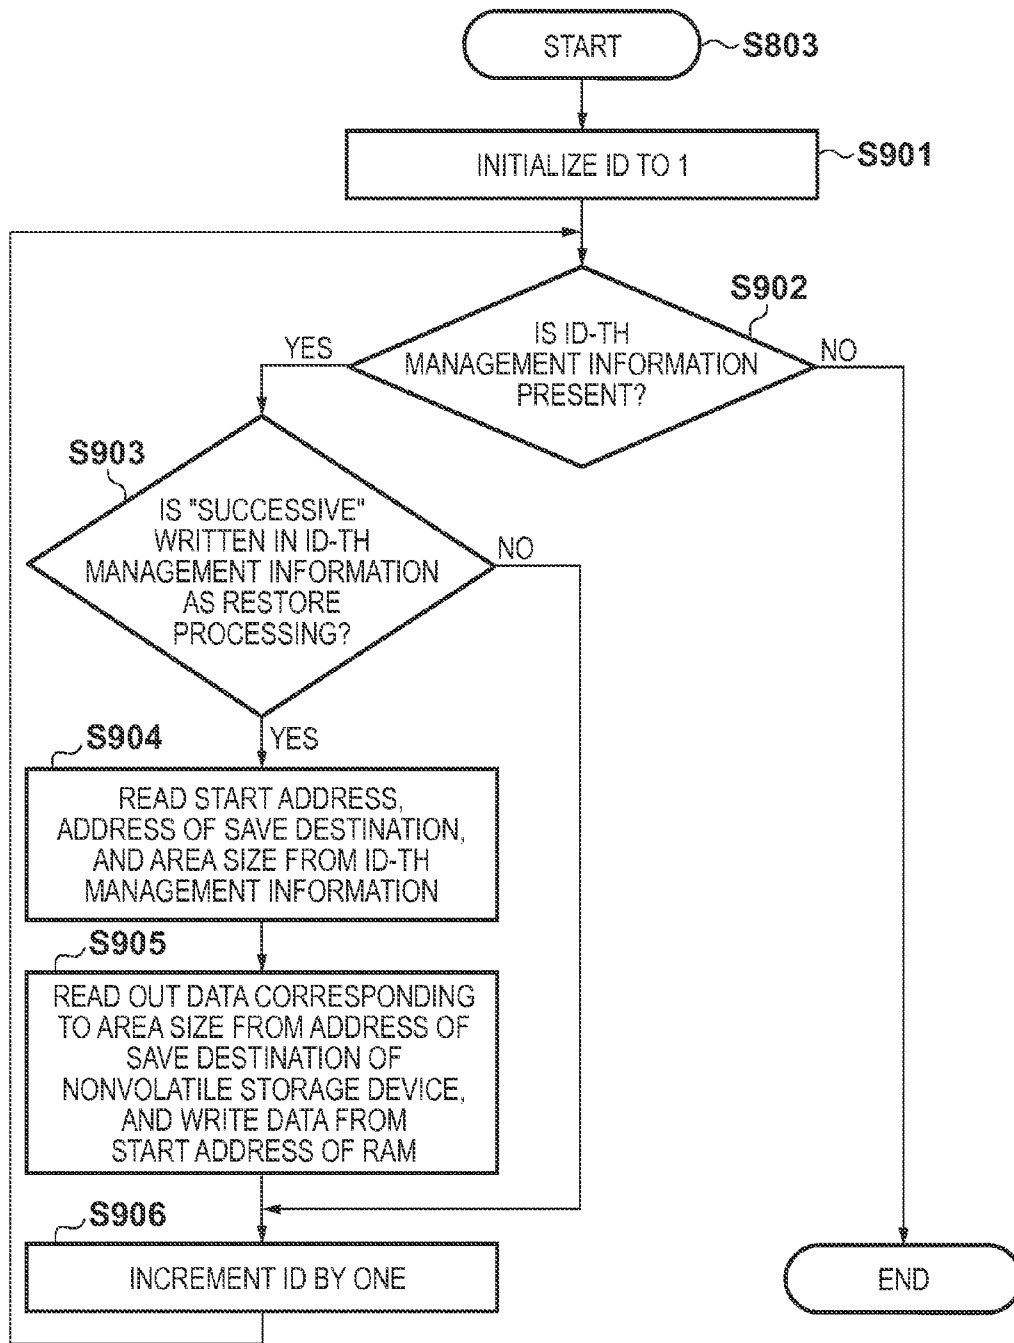 START
S803
INITIALIZE ID TO 1
S901
S902
IS ID-TH
MANAGEMENT INFORMATION
PRESENT?
YES
NO
S903
IS "SUCCESSIVE"
WRITTEN IN ID-TH
MANAGEMENT INFORMATION
AS RESTORE
PROCESSING?
NO
YES
S904
READ START ADDRESS,
ADDRESS OF SAVE DESTINATION,
AND AREA SIZE FROM ID-TH
MANAGEMENT INFORMATION
S905
READ OUT DATA CORRESPONDING
TO AREA SIZE FROM ADDRESS OF
SAVE DESTINATION OF
NONVOLATILE STORAGE DEVICE,
AND WRITE DATA FROM
START ADDRESS OF RAM
S906
INCREMENT ID BY ONE
END